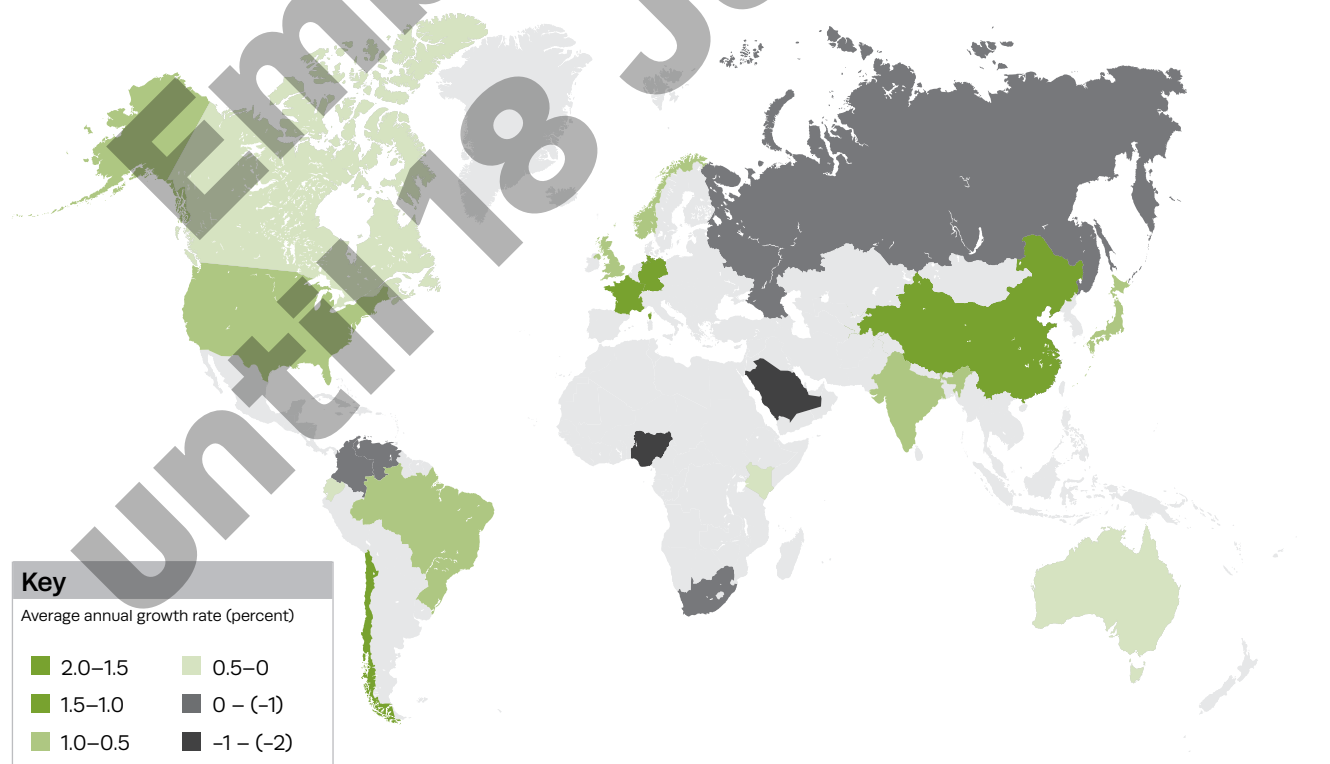 until 18 J
Em
Key
Average annual growth rate (percent)
2.0–1.5
0.5–0
1.5–1.0
0 – (-1)
1.0–0.5
-1 – (-2)